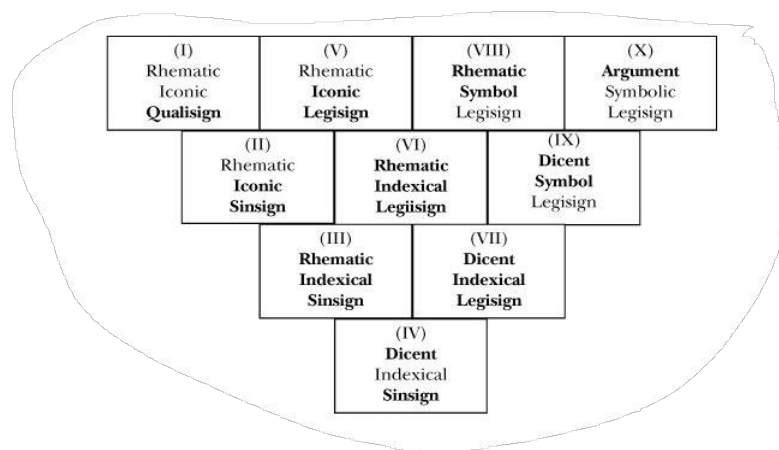 (I)
Rhematic
Iconic
Qualisign
(V)
Rhematic
Iconic
Legisign
(VIII)
Rhematic
Symbol
Legisign
(X)
Argument
Symbolic
Legisign
(II)
Rhematic
Iconic
Sinsign
(VI)
Rhematic
Indexical
Legiisign
(IX)
Dicent
Symbol
Legisign
(III)
Rhematic
Indexical
Sinsign
(VII)
Dicent
Indexical
Legisign
(IV)
Dicent
Indexical
Sinsign